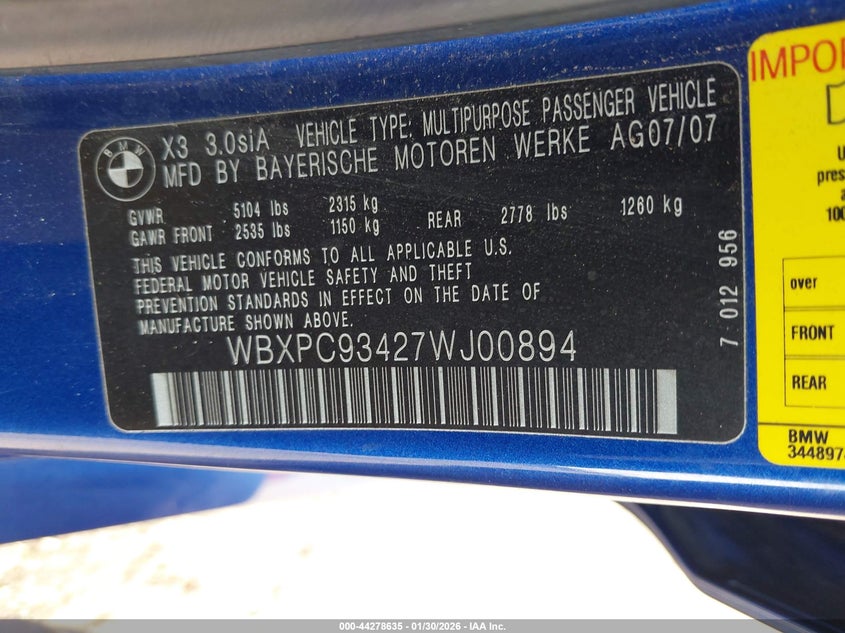 BMW
X3 3.0siA VEHICLE TYPE: MULTIPURPOSE PASSENGER VEHICLE
MFD BY BAYERISCHE MOTOREN WERKE AG07/07
GVWR 5104 lbs 2315 kg
GAWR FRONT 2535 lbs 1150 kg REAR 2778 lbs 1260 kg
THIS VEHICLE CONFORMS TO ALL APPLICABLE U.S.
FEDERAL MOTOR VEHICLE SAFETY AND THEFT
PREVENTION STANDARDS IN EFFECT ON THE DATE OF
MANUFACTURE SHOWN ABOVE.
WBXPC93427WJ00894
7 012 956
IMPO
U
pres
a
100
over
FRONT
REAR
BMW
344897
000-44278635 - 01/30/2026 - IAA Inc.